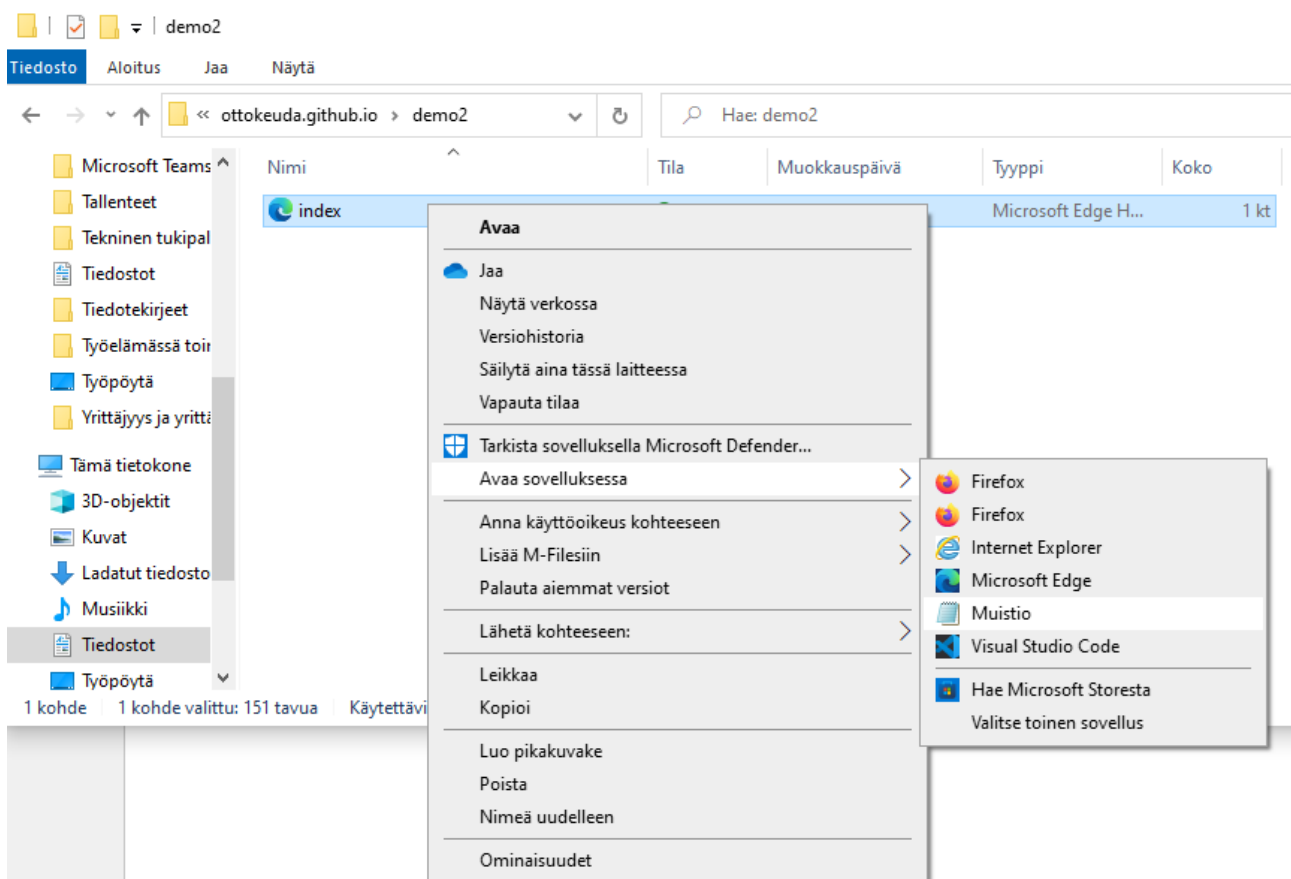 demo2
Tiedosto Aloitus Jaa Näytä
« ottokeuda.github.io › demo2
Hae: demo2
Microsoft Teams
Tallenteet
Tekninen tukipal
Tiedostot
Tiedotekirjeet
Työelämässä toir
Työpöytä
Yrittäjyys ja yrittä
Tämä tietokone
3D-objektit
Kuvat
Ladatut tiedosto
Musiikki
Tiedostot
Työpöytä
Nimi Tila Muokkauspäivä Tyyppi Koko
index Microsoft Edge H... 1 kt
Avaa
Jaa
Näytä verkossa
Versiohistoria
Säilytä aina tässä laitteessa
Vapauta tilaa
Tarkista sovelluksella Microsoft Defender...
Avaa sovelluksessa
Anna käyttöoikeus kohteeseen
Lisää M-Filesiin
Palauta aiemmat versiot
Lähetä kohteeseen:
Leikkaa
Kopioi
Luo pikakuvake
Poista
Nimeä uudelleen
Ominaisuudet
Firefox
Firefox
Internet Explorer
Microsoft Edge
Muistio
Visual Studio Code
Hae Microsoft Storesta
Valitse toinen sovellus
1 kohde 1 kohde valittu: 151 tavua Käytettävi